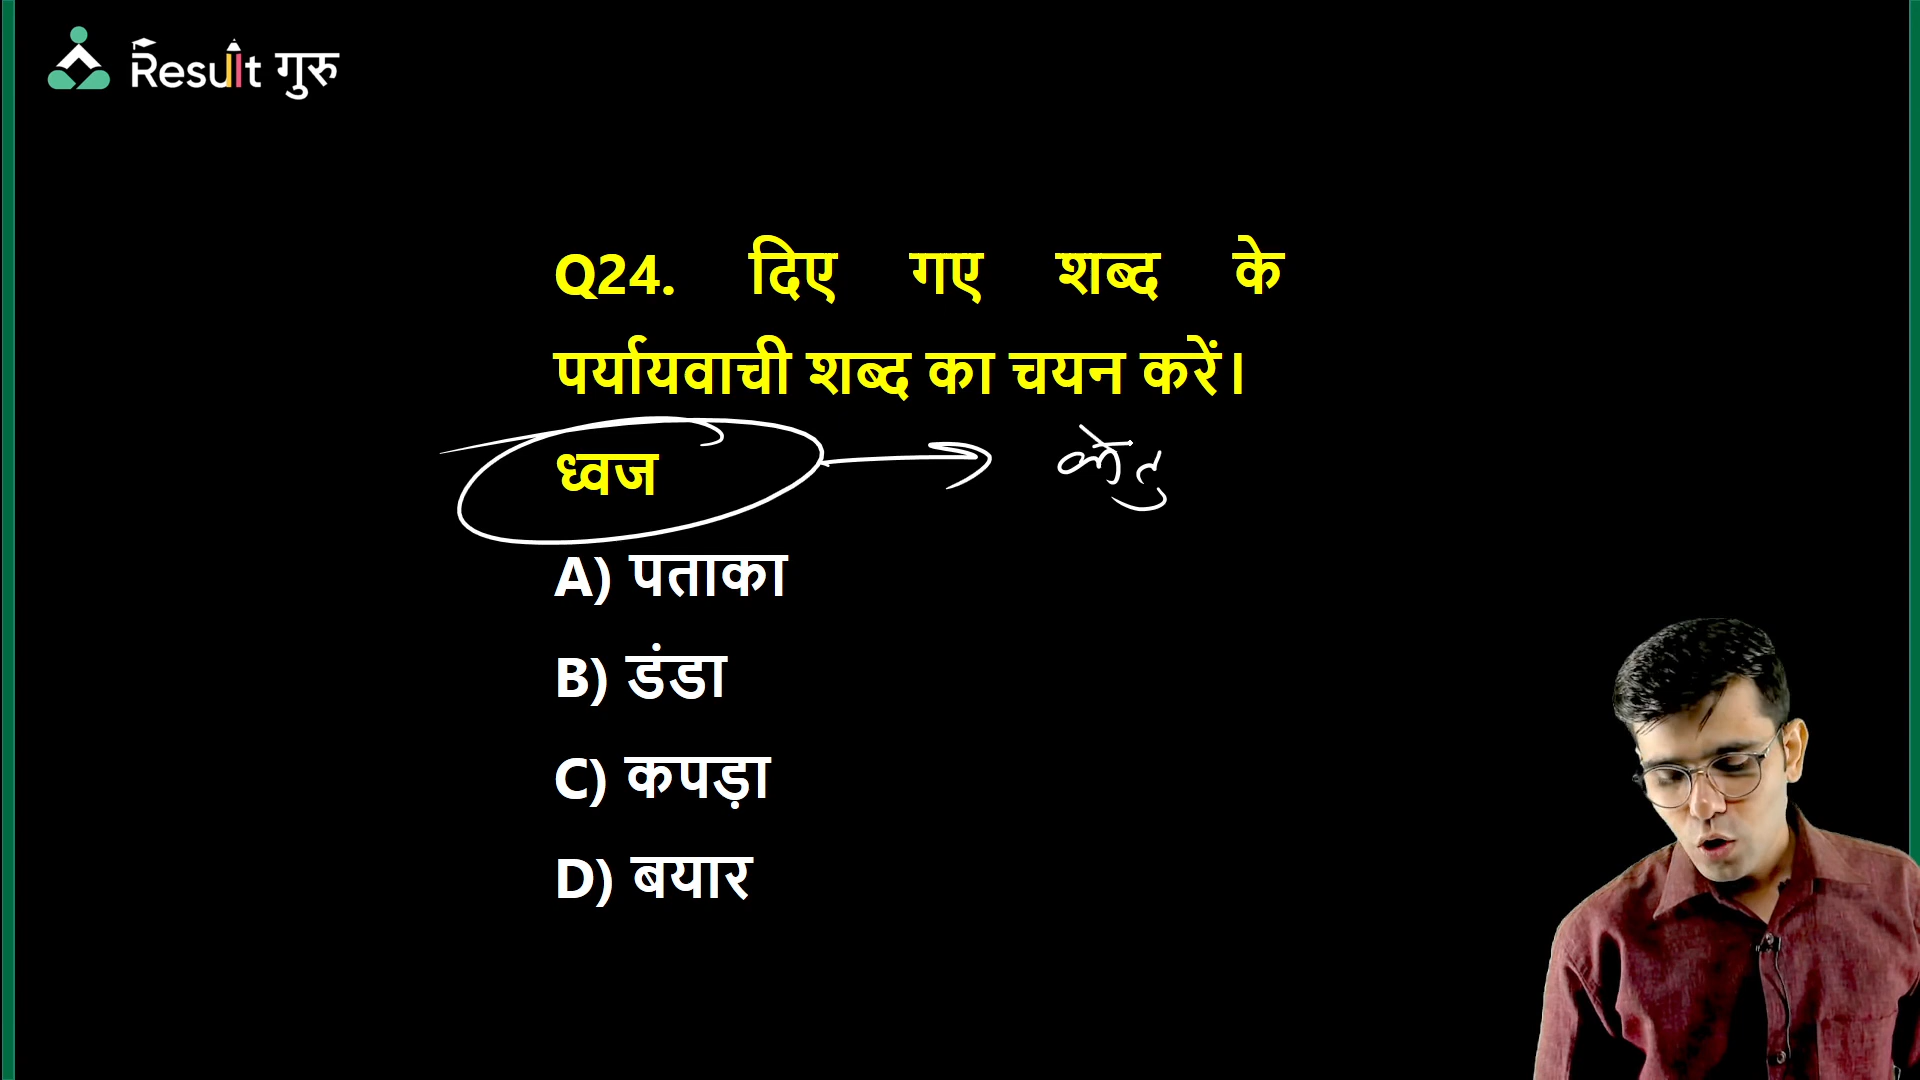 Result गुरु
Q24. दिए गए शब्द के
पर्यायवाची शब्द का चयन करें।
ध्वज केतु
A) पताका
B) डंडा
C) कपड़ा
D) बयार